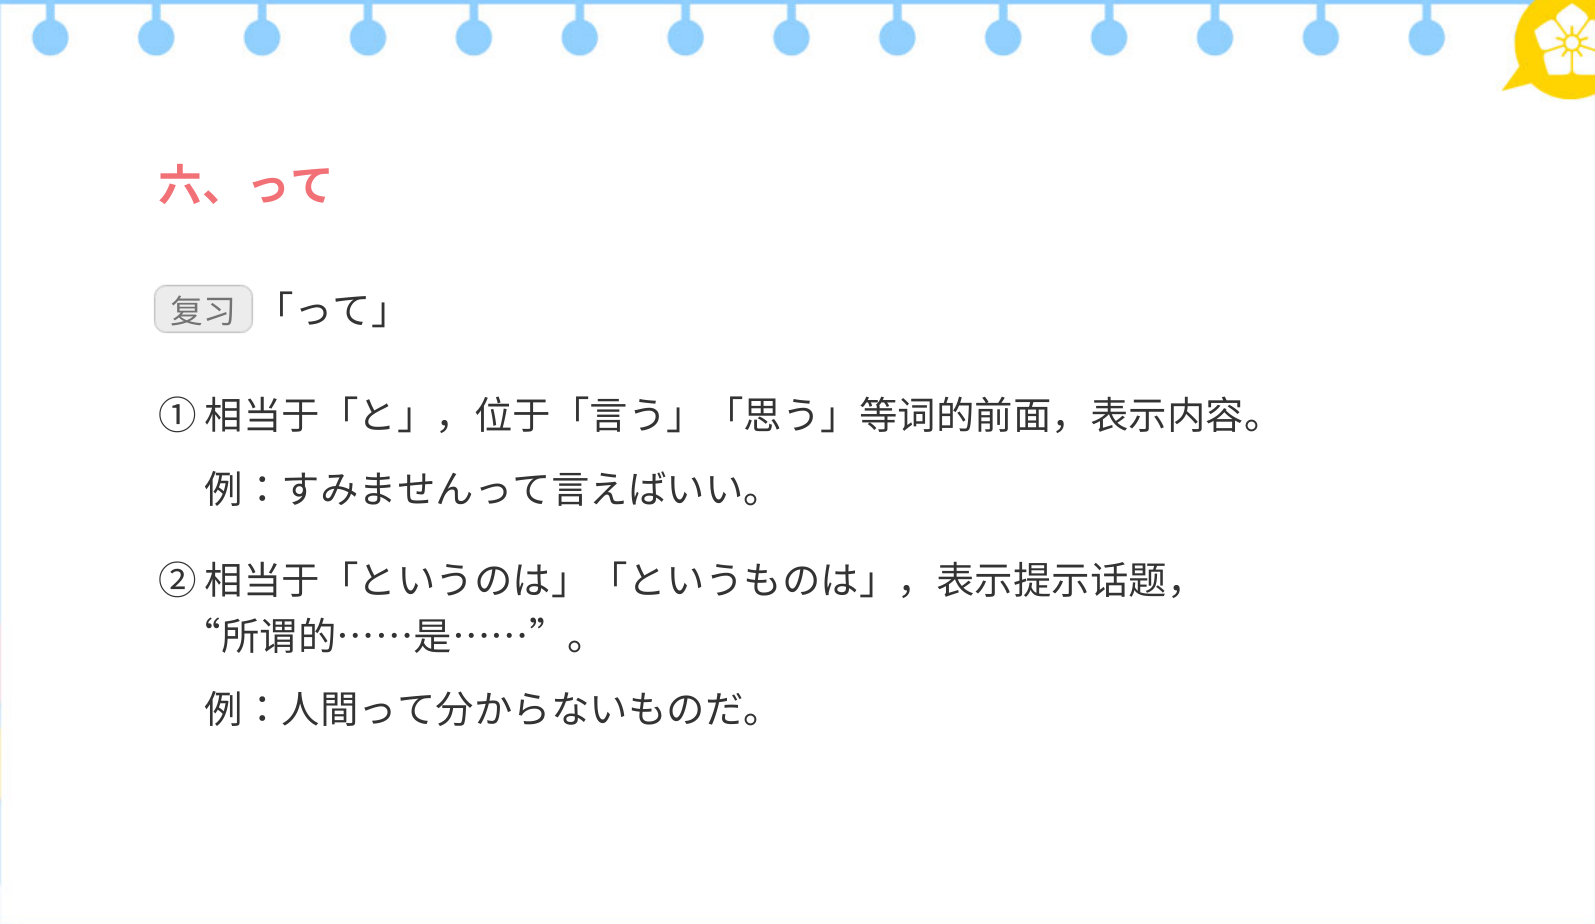 六、って
复习「って」
①相当于「と」，位于「言う」「思う」等词的前面，表示内容。
例：すみませんって言えばいい。
②相当于「というのは」「というものは」，表示提示话题，
“所谓的……是……”。
例：人間って分からないものだ。